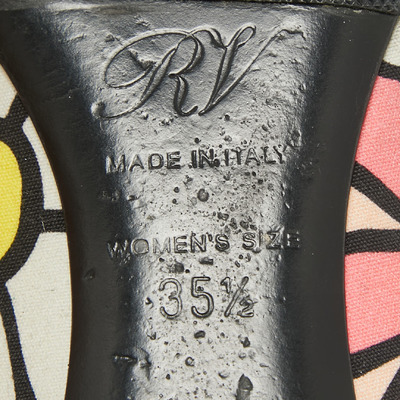 RV
MADE IN ITALY
WOMEN'S SIZE
35½